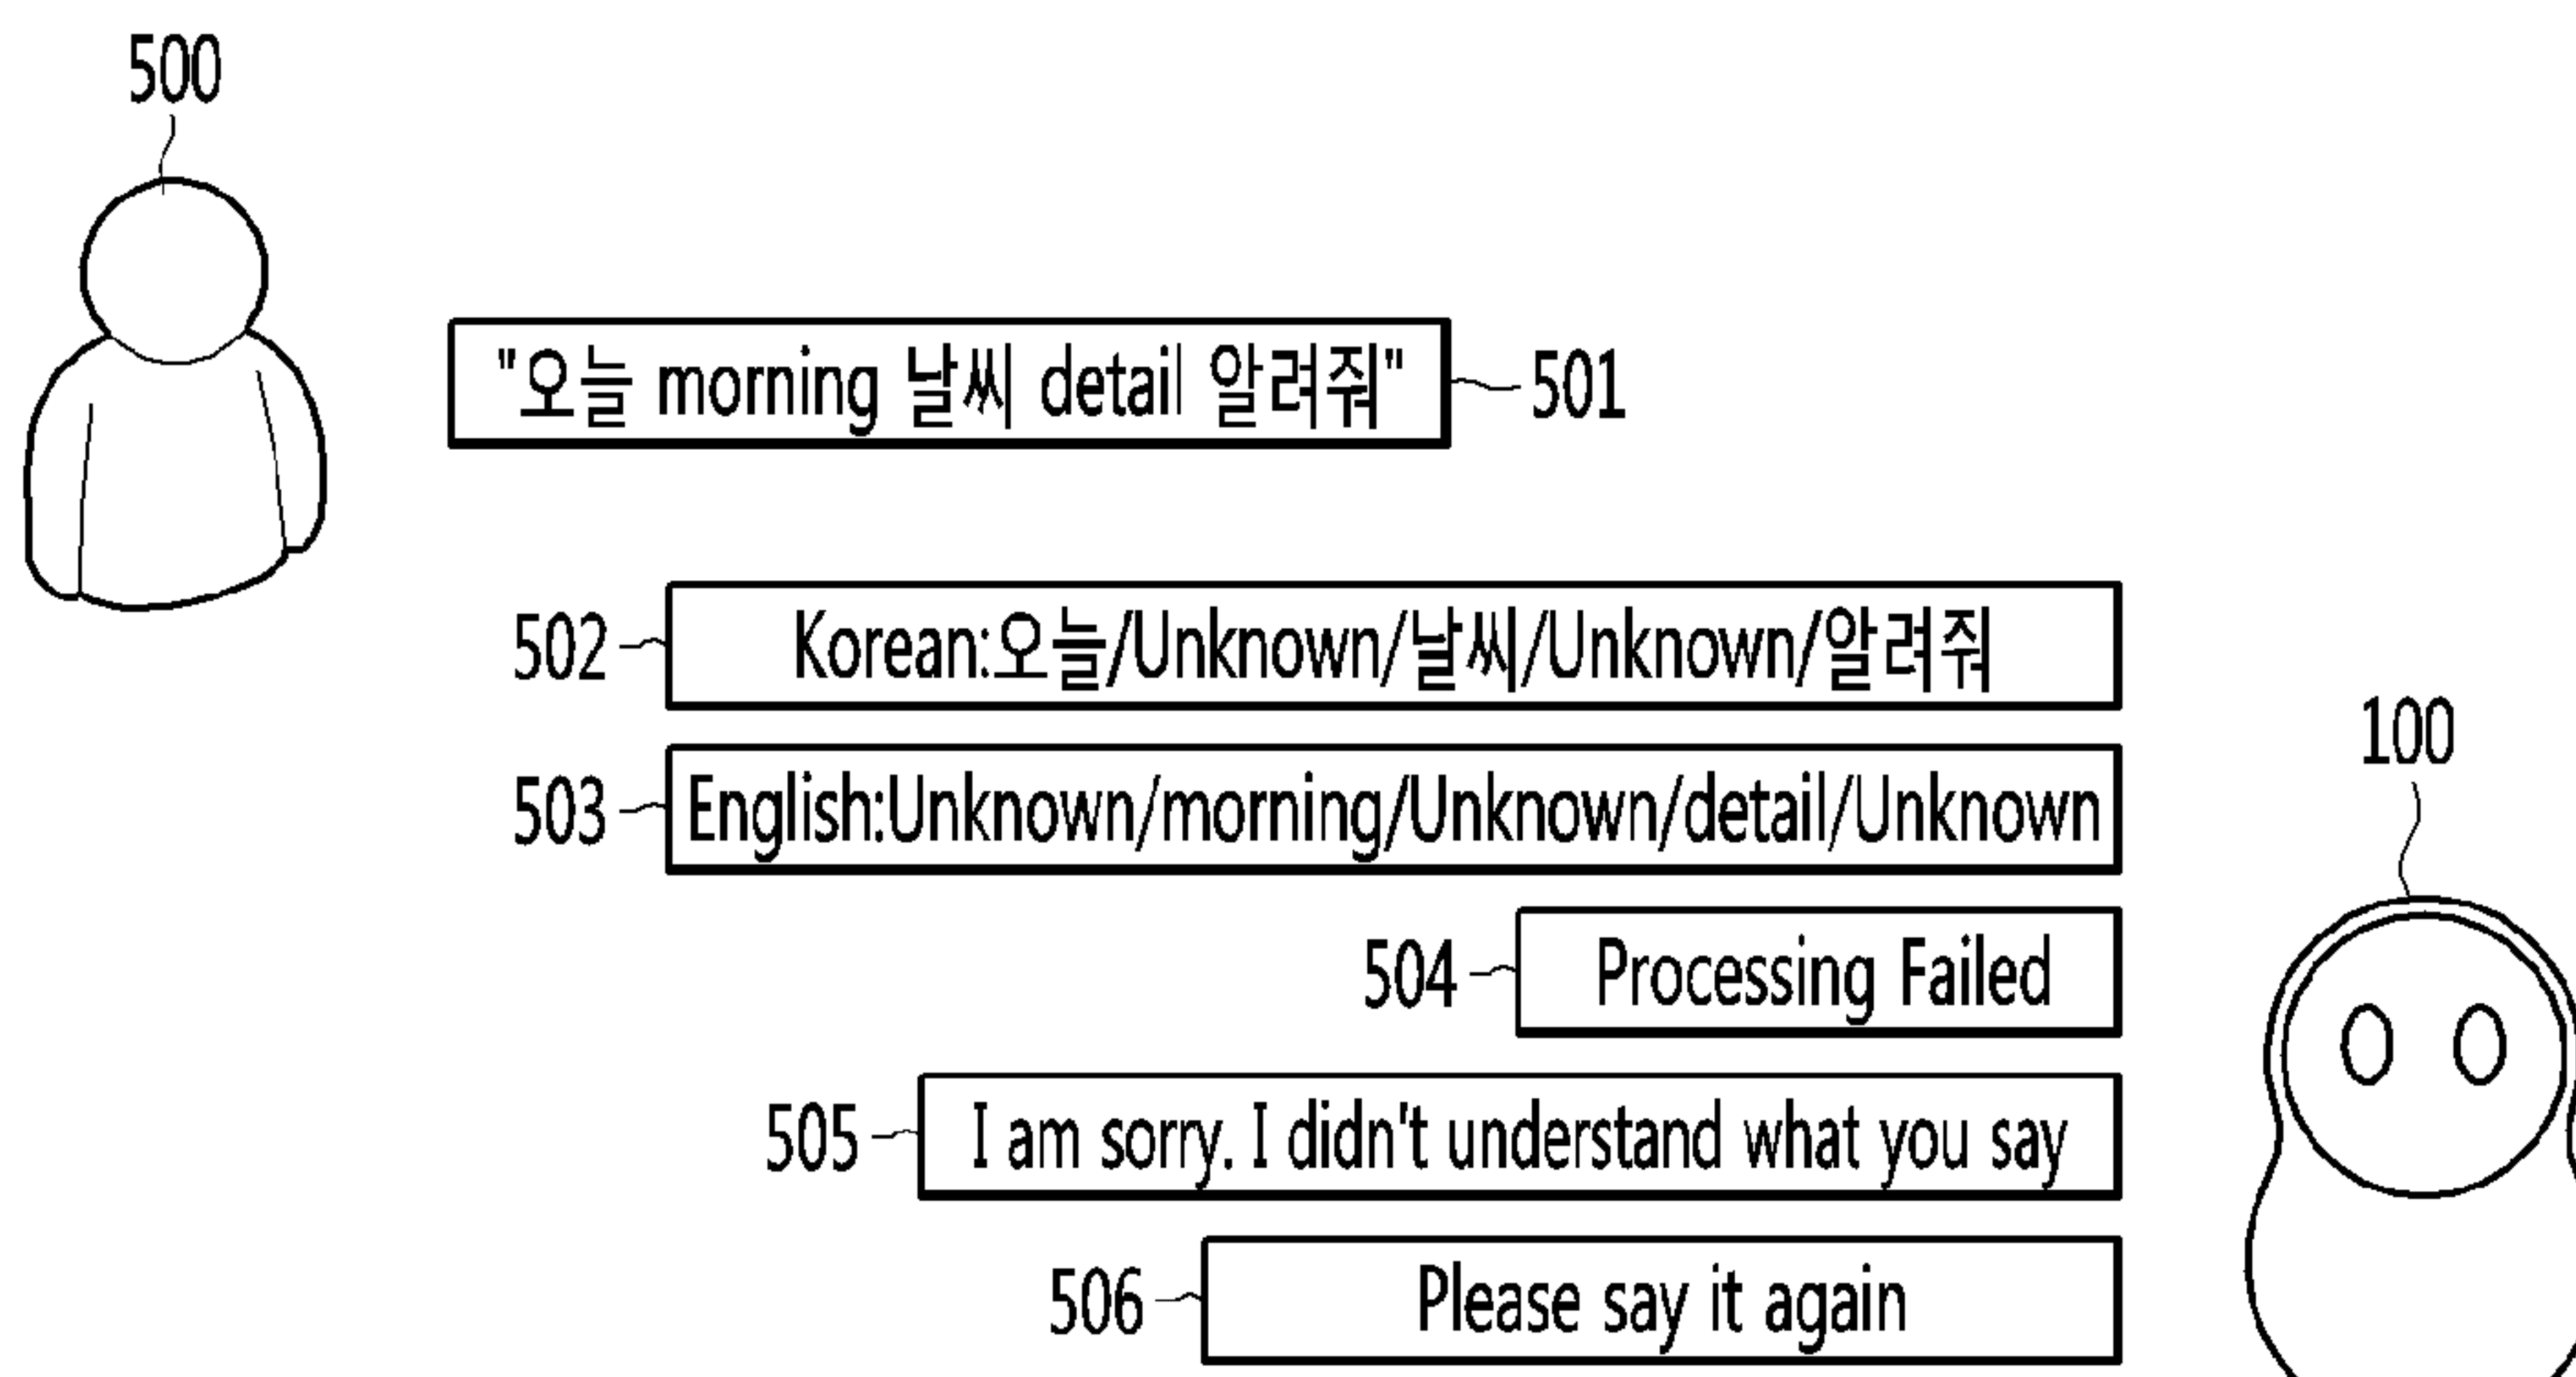 500
"오늘 morning 날씨 detail 알려줘"
501
502
Korean:오늘/Unknown/날씨/Unknown/알려줘
503
English:Unknown/morning/Unknown/detail/Unknown
100
504
Processing Failed
505
I am sorry. I didn't understand what you say
506
Please say it again